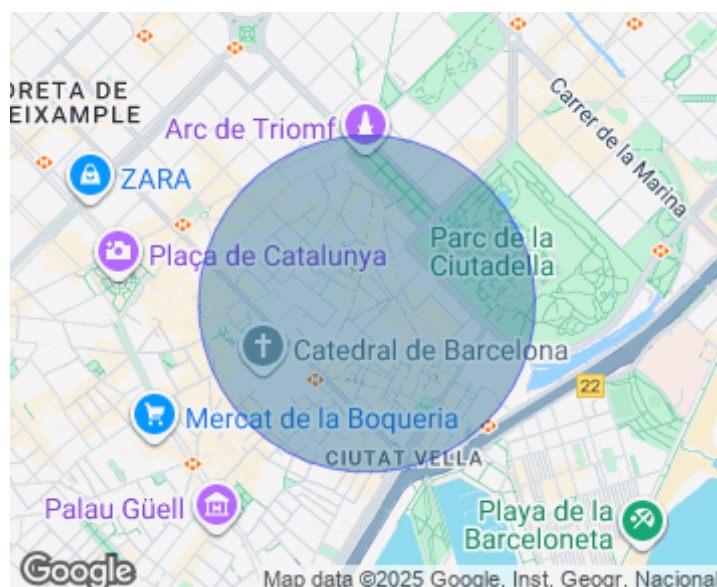 DRETA DE
EIXAMPLE
Arc de Triomf
Carrer de la Marina
ZARA
Plaça de Catalunya
Parc de la
Ciutadella
Catedral de Barcelona
22
Mercat de la Boqueria
CIUTAT VELLA
Palau Güell
Playa de la
Barceloneta
Google
Map data ©2025 Google, Inst. Geogr. Nacional